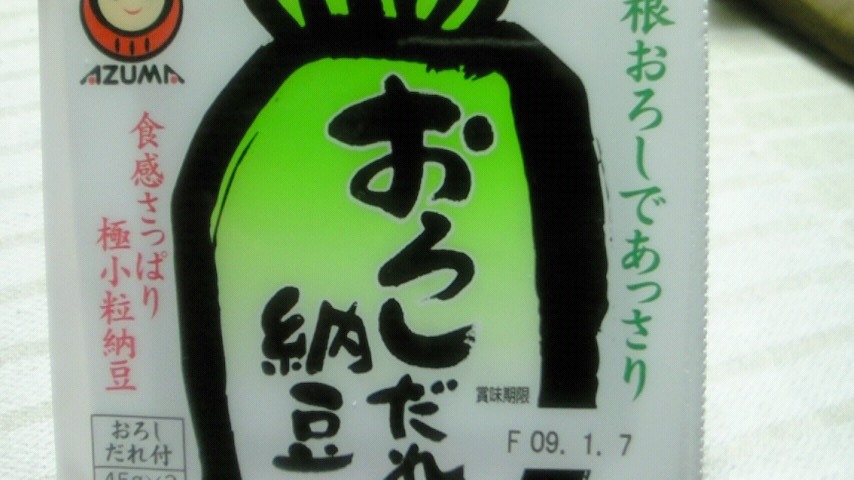 AZUMA
根おろしであっさり
おろしだれ
納豆
食感さっぱり
極小粒納豆
賞味期限
F 09. 1. 7
おろし
だれ付